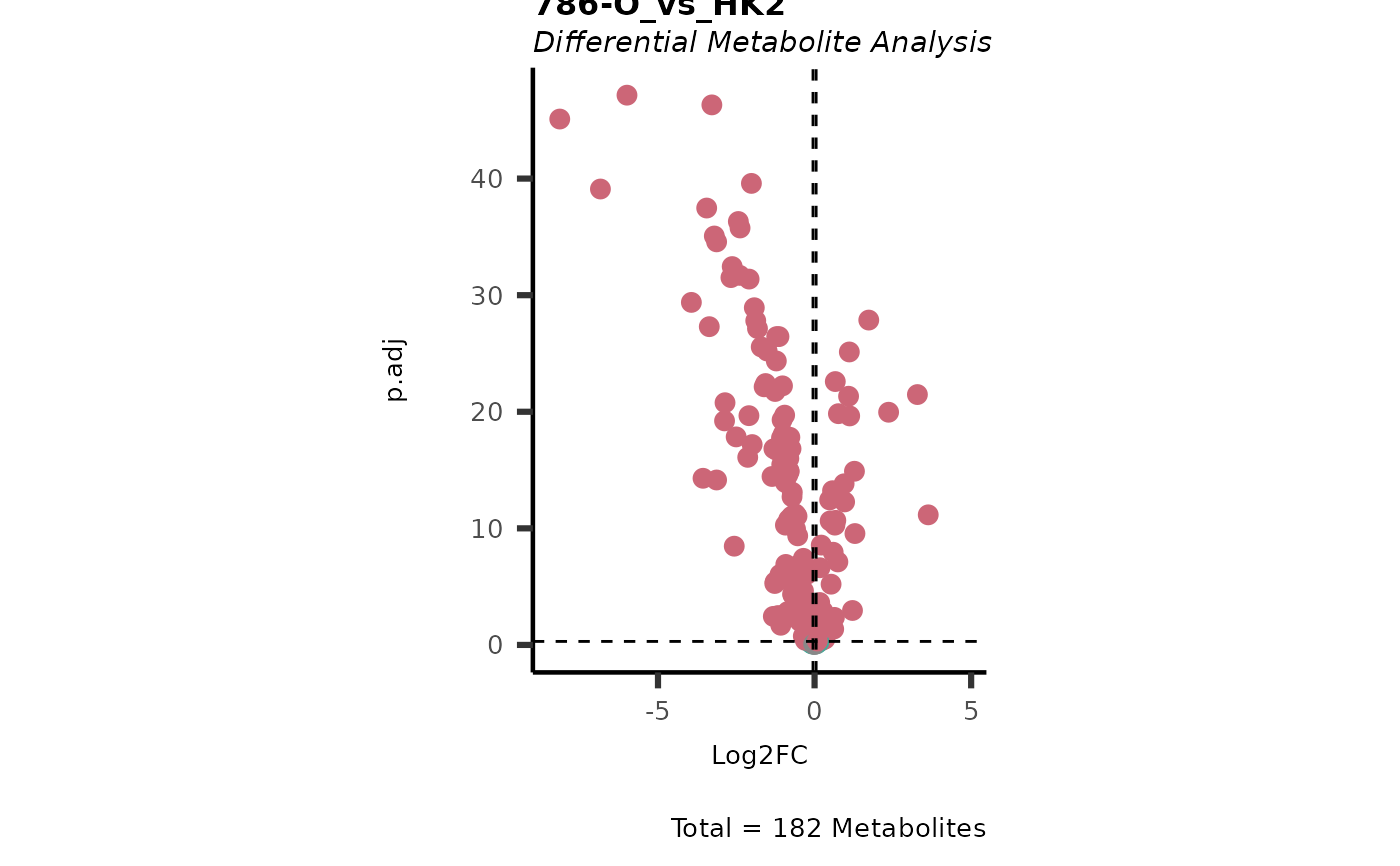 786-O_vs_HK2
Differential Metabolite Analysis
40
30
20
10
0
p.adj
-5
0
5
Log2FC
Total = 182 Metabolites